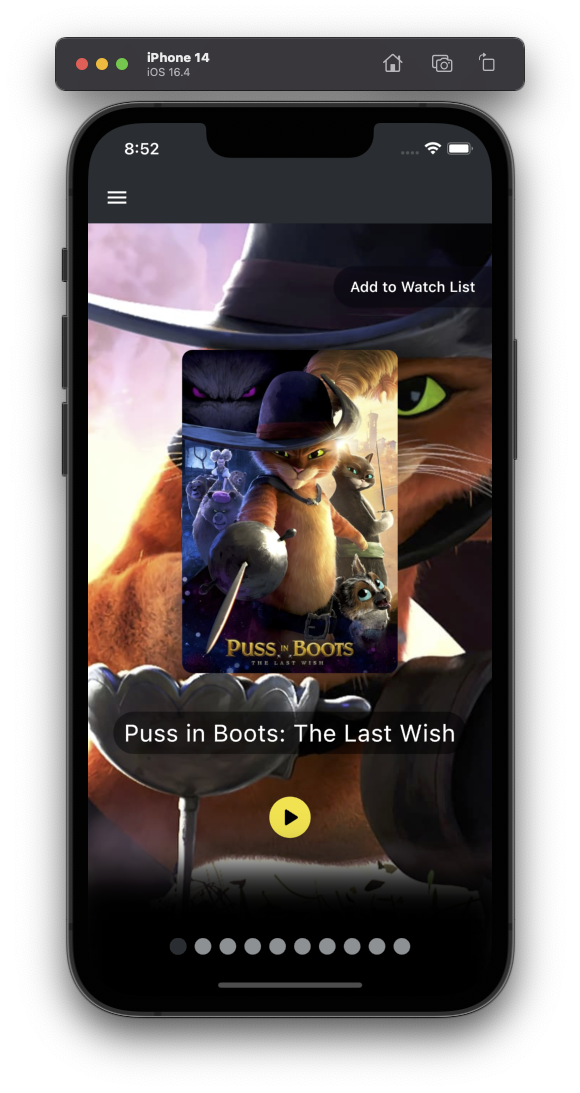 iPhone 14
iOS 16.4
8:52
Add to Watch List
PUSS IN BOOTS
THE LAST WISH
Puss in Boots: The Last Wish